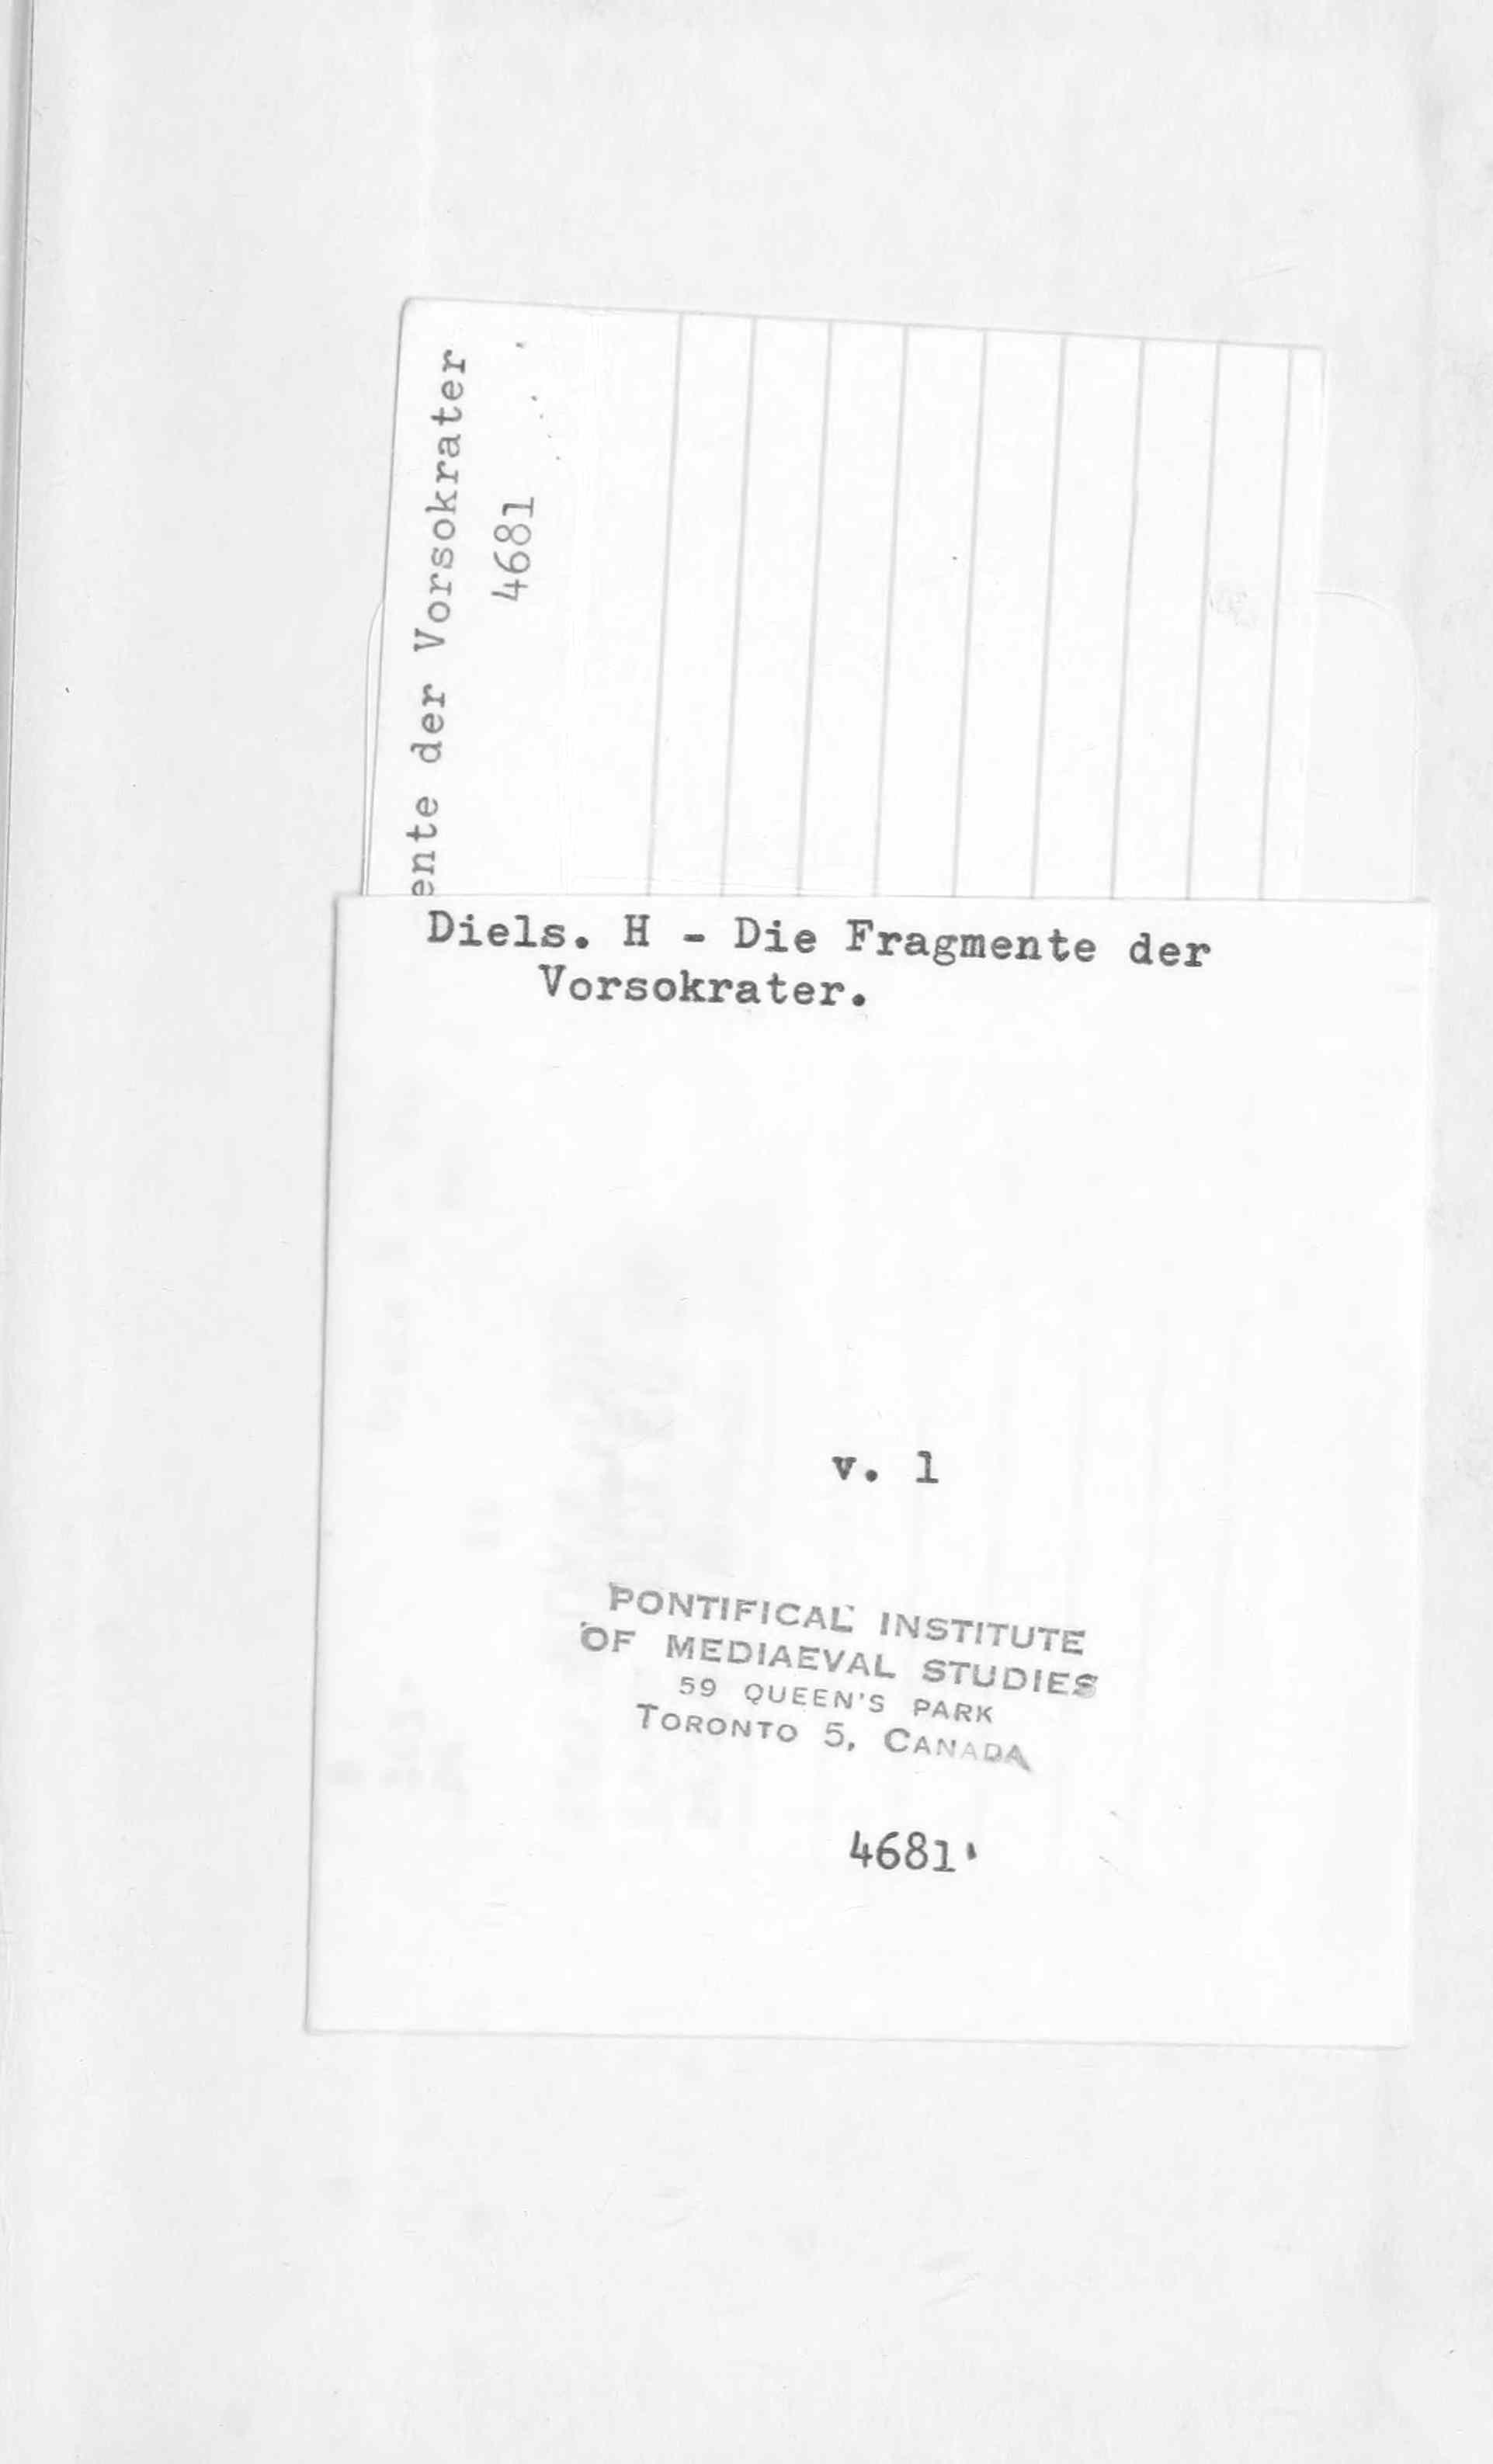 ente der Vorsokrater
4681
Diels. H - Die Fragmente der
Vorsokrater.
v. 1
PONTIFICAL INSTITUTE
OF MEDIAEVAL STUDIES
59 QUEEN'S PARK
TORONTO 5, CANADA
4681